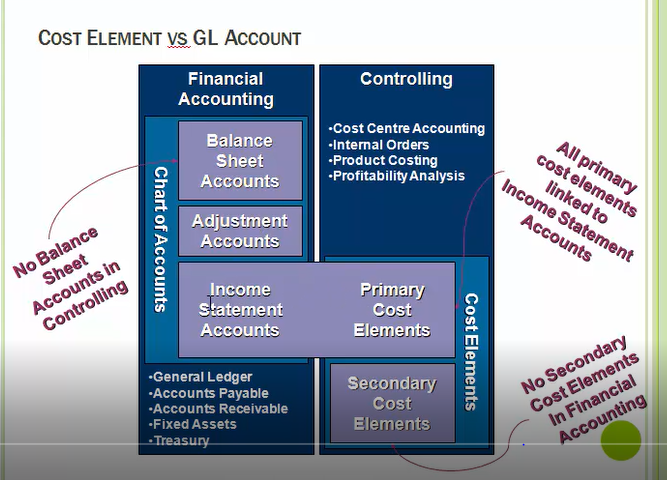 COST ELEMENT VS GL ACCOUNT
Financial
Accounting
Controlling
Chart of Accounts
Balance
Sheet
Accounts
Adjustment
Accounts
Income
Statement
Accounts
•General Ledger
•Accounts Payable
•Accounts Receivable
•Fixed Assets
•Treasury
•Cost Centre Accounting
•Internal Orders
•Product Costing
•Profitability Analysis
Primary
Cost
Elements
Secondary
Cost
Elements
Cost Elements
No Balance
Sheet
Accounts in
Controlling
All primary
cost elements
linked to
Income Statement
Accounts
No Secondary
Cost Elements
In Financial
Accounting